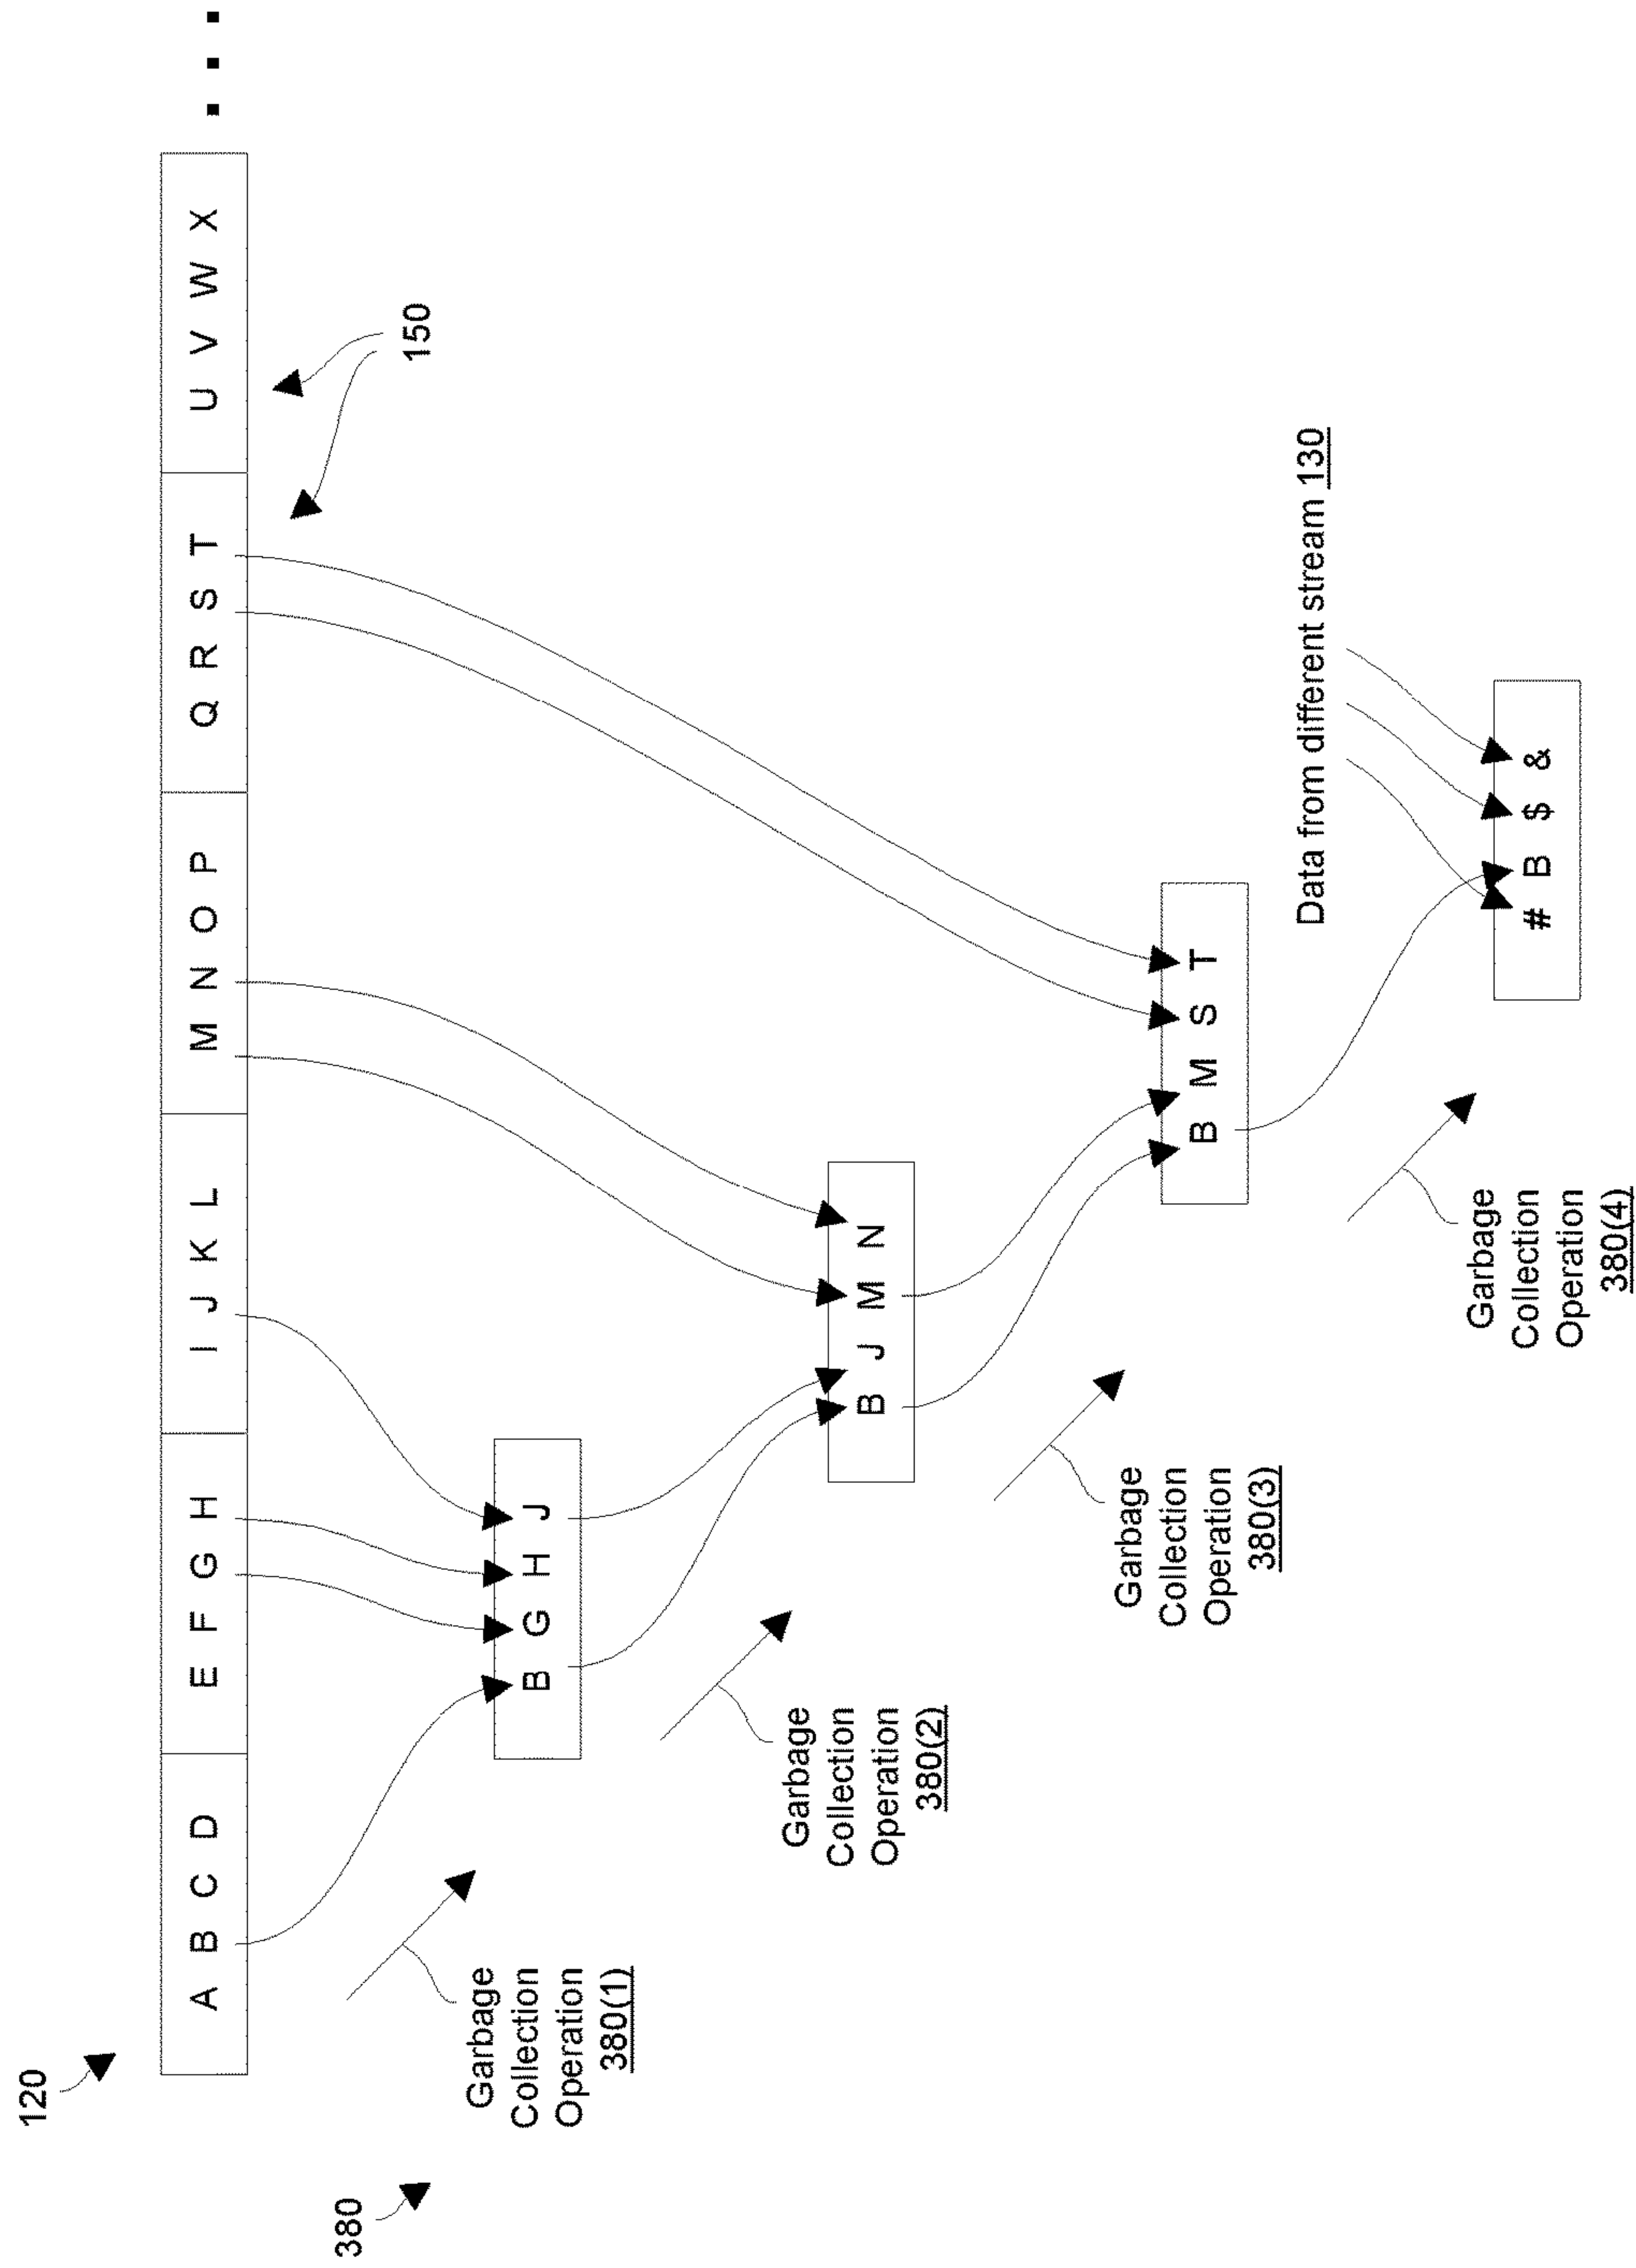 120
A B C D
E F G H
I J K L
M N O P
Q R S T
U V W X
150
380
Garbage
Collection
Operation
380(1)
B G H J
Garbage
Collection
Operation
380(2)
B J M N
Garbage
Collection
Operation
380(3)
B M S T
Data from different stream 130
Garbage
Collection
Operation
380(4)
# B $ &